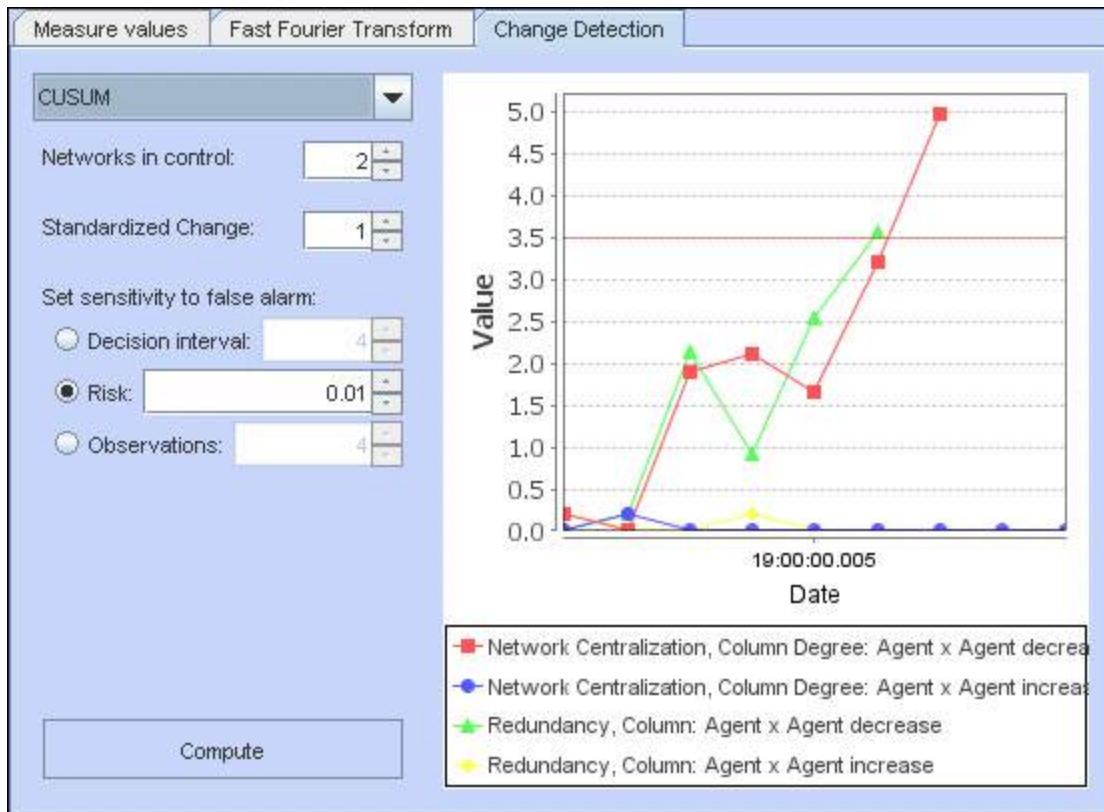 Measure values
Fast Fourier Transform
Change Detection
CUSUM
Networks in control: 2
Standardized Change: 1
Set sensitivity to false alarm:
Decision interval: 4
Risk: 0.01
Observations: 4
Compute
5.0
4.5
4.0
3.5
3.0
2.5
2.0
1.5
1.0
0.5
0.0
Value
19:00:00.005
Date
Network Centralization, Column Degree: Agent x Agent decrea
Network Centralization, Column Degree: Agent x Agent increas
Redundancy, Column: Agent x Agent decrease
Redundancy, Column: Agent x Agent increase